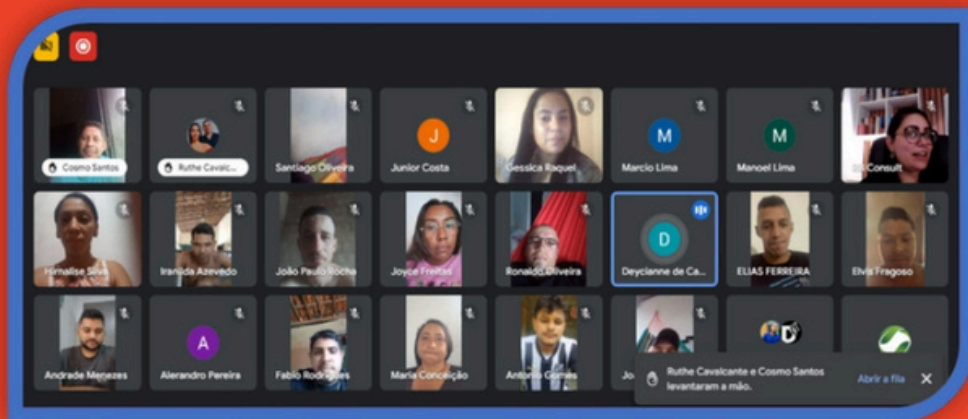 Cosmo Santos
Ruthe Cavalc...
Santiago Oliveira
J
Junior Costa
Gessica Raquel
M
Marcio Lima
M
Manoel Lima
Consult
Hirnalise Silva
Iranilda Azevedo
João Paulo Rocha
Joyce Freitas
Ronaldo Oliveira
D
Deycianne de Ca...
ELIAS FERREIRA
Elvis Fragoso
Andrade Menezes
A
Alerandro Pereira
Fabio Rodrigues
Maria Conceição
Antonio Gomes
Ruthe Cavalcante e Cosmo Santos
levantaram a mão.
Abrir a fila